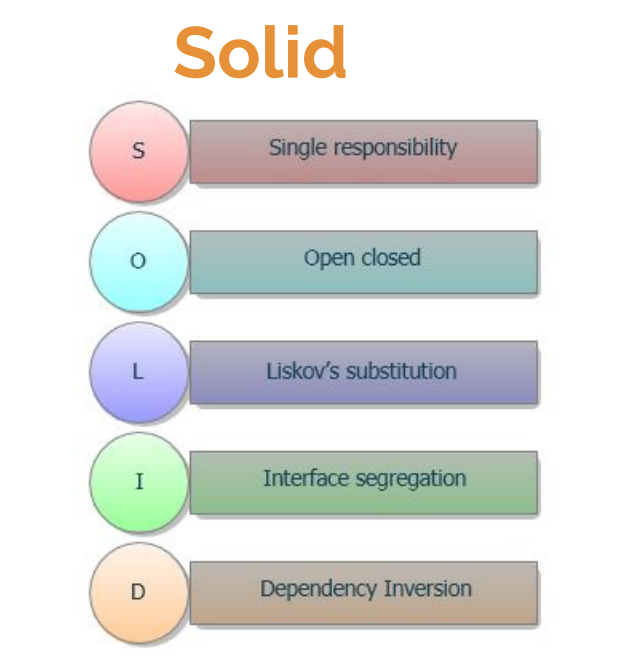 Solid
S Single responsibility
O Open closed
L Liskov’s substitution
I Interface segregation
D Dependency Inversion